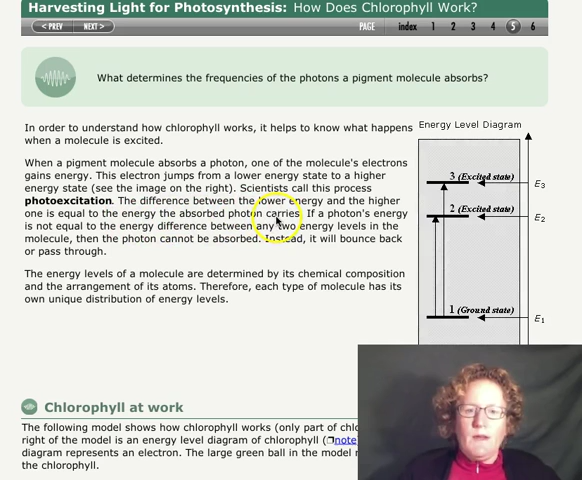 Harvesting Light for Photosynthesis: How Does Chlorophyll Work?
< PREV NEXT > PAGE index 1 2 3 4 5 6
What determines the frequencies of the photons a pigment molecule absorbs?
In order to understand how chlorophyll works, it helps to know what happens
when a molecule is excited.
When a pigment molecule absorbs a photon, one of the molecule's electrons
gains energy. This electron jumps from a lower energy state to a higher
energy state (see the image on the right). Scientists call this process
photoexcitation. The difference between the lower energy and the higher
one is equal to the energy the absorbed photon carries. If a photon's energy
is not equal to the energy difference between any two energy levels in the
molecule, then the photon cannot be absorbed. Instead, it will bounce back
or pass through.
The energy levels of a molecule are determined by its chemical composition
and the arrangement of its atoms. Therefore, each type of molecule has its
own unique distribution of energy levels.
Energy Level Diagram
3 (Excited state)
E3
2 (Excited state)
E2
1 (Ground state)
E1
Chlorophyll at work
The following model shows how chlorophyll works (only part of
right of the model is an energy level diagram of chlorophyll (note
diagram represents an electron. The large green ball in the model
the chlorophyll.